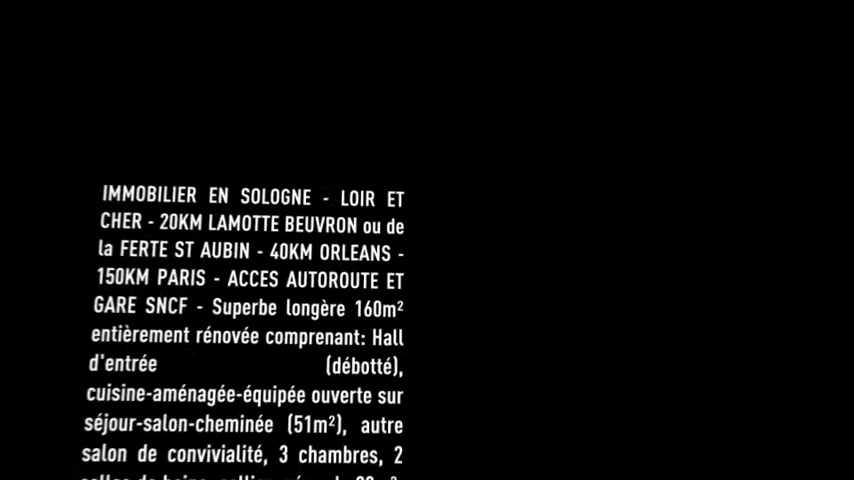 IMMOBILIER EN SOLOGNE - LOIR ET
CHER - 20KM LAMOTTE BEUVRON ou de
la FERTE ST AUBIN - 40KM ORLEANS -
150KM PARIS - ACCES AUTOROUTE ET
GARE SNCF - Superbe longère 160m²
entièrement rénovée comprenant: Hall
d'entrée (débotté),
cuisine-aménagée-équipée ouverte sur
séjour-salon-cheminée (51m²), autre
salon de convivialité, 3 chambres, 2